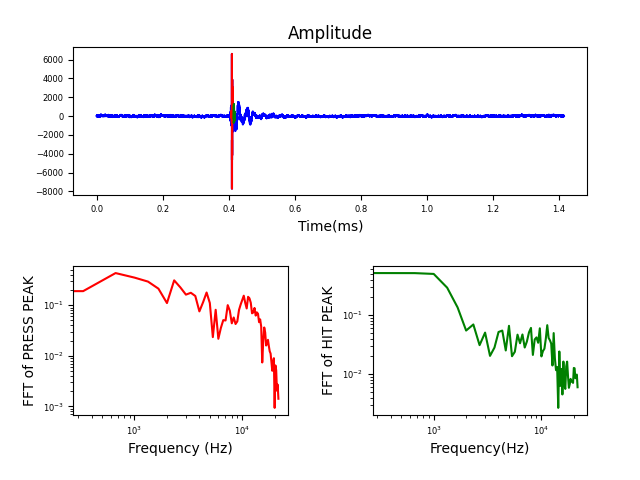 Amplitude
6000
4000
2000
0
−2000
−4000
−6000
−8000
0.0 0.2 0.4 0.6 0.8 1.0 1.2 1.4
Time(ms)
FFT of PRESS PEAK
10⁻¹
10⁻²
10⁻³
10³ 10⁴
Frequency (Hz)
FFT of HIT PEAK
10⁻¹
10⁻²
10³ 10⁴
Frequency(Hz)